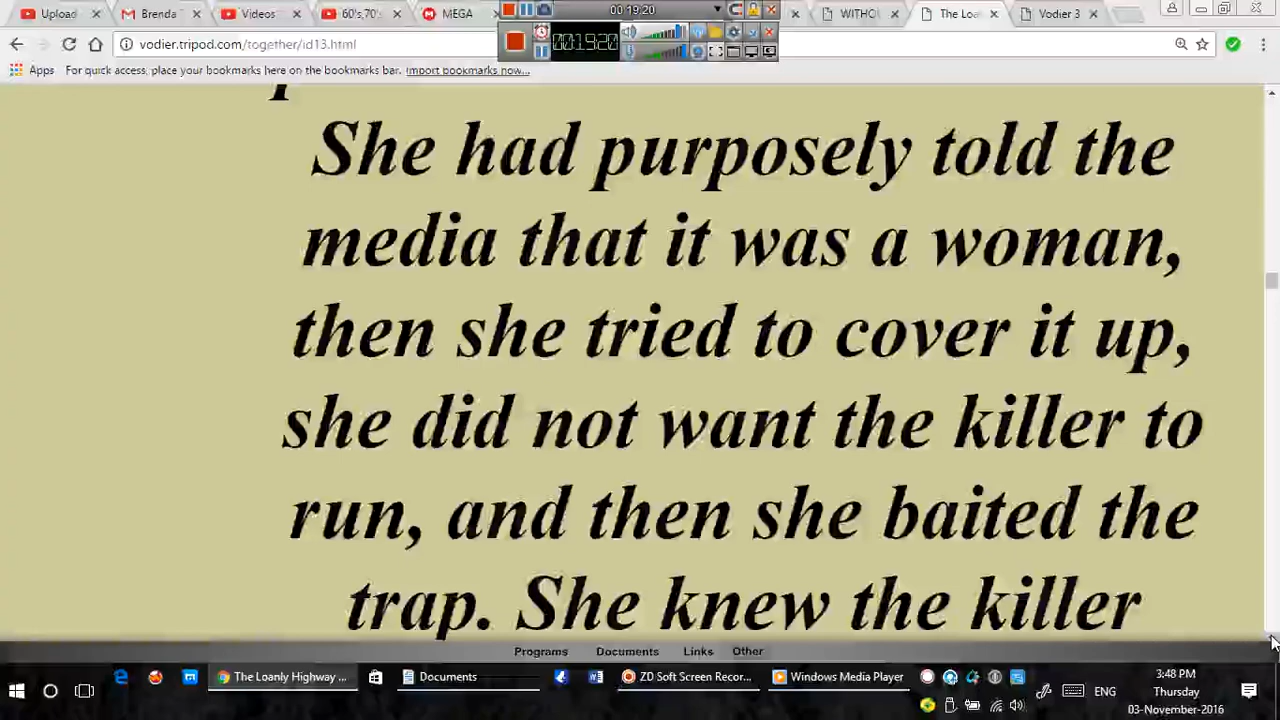 Upload
Brenda
Videos
60's,70's
MEGA
00:19:20
WITHOU
The Lo
Vodier 3
00:19:20
vodier.tripod.com/together/id13.html
Apps
For quick access, place your bookmarks here on the bookmarks bar. Import bookmarks now...
She had purposely told the
media that it was a woman,
then she tried to cover it up,
she did not want the killer to
run, and then she baited the
trap. She knew the killer
Programs
Documents
Links
Other
The Loanly Highway ...
Documents
ZD Soft Screen Recor...
Windows Media Player
ENG
3:48 PM
Thursday
03-November-2016